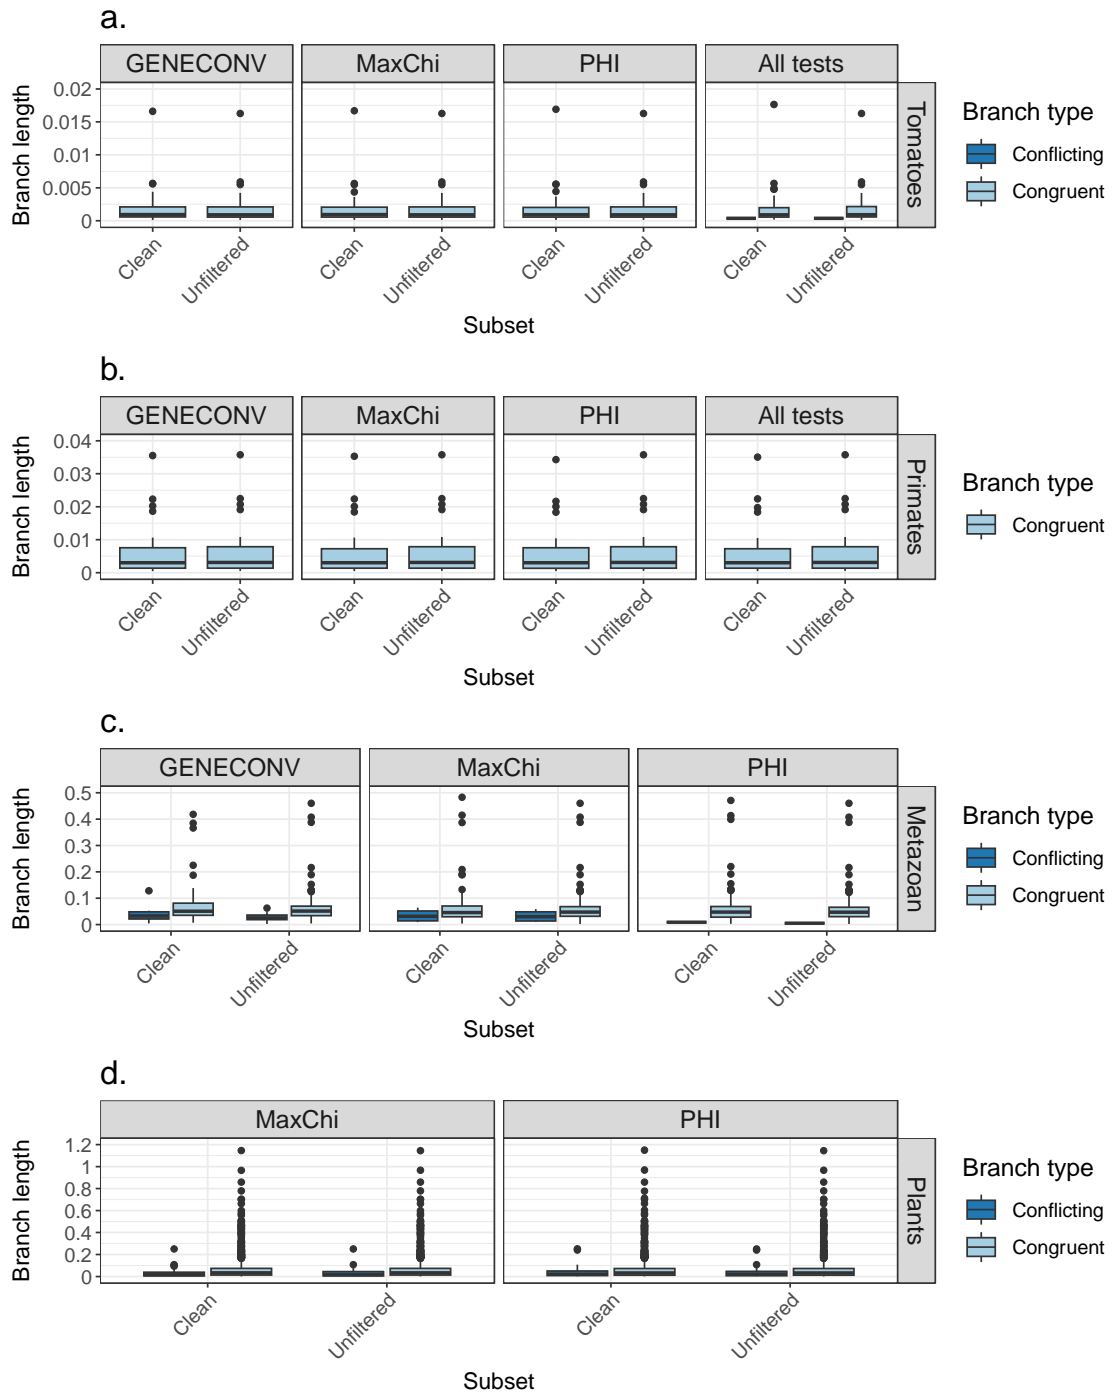 a.
GENECONV
MaxChi
PHI
All tests
Branch length
0.02
0.015
0.01
0.005
0
Tomatoes
Clean
Unfiltered
Clean
Unfiltered
Clean
Unfiltered
Clean
Unfiltered
Subset
Branch type
Conflicting
Congruent
b.
GENECONV
MaxChi
PHI
All tests
Branch length
0.04
0.03
0.02
0.01
0
Primates
Clean
Unfiltered
Clean
Unfiltered
Clean
Unfiltered
Clean
Unfiltered
Subset
Branch type
Congruent
c.
GENECONV
MaxChi
PHI
Branch length
0.5
0.4
0.3
0.2
0.1
0
Metazoan
Clean
Unfiltered
Clean
Unfiltered
Clean
Unfiltered
Subset
Branch type
Conflicting
Congruent
d.
MaxChi
PHI
Branch length
1.2
1
0.8
0.6
0.4
0.2
0
Plants
Clean
Unfiltered
Clean
Unfiltered
Subset
Branch type
Conflicting
Congruent